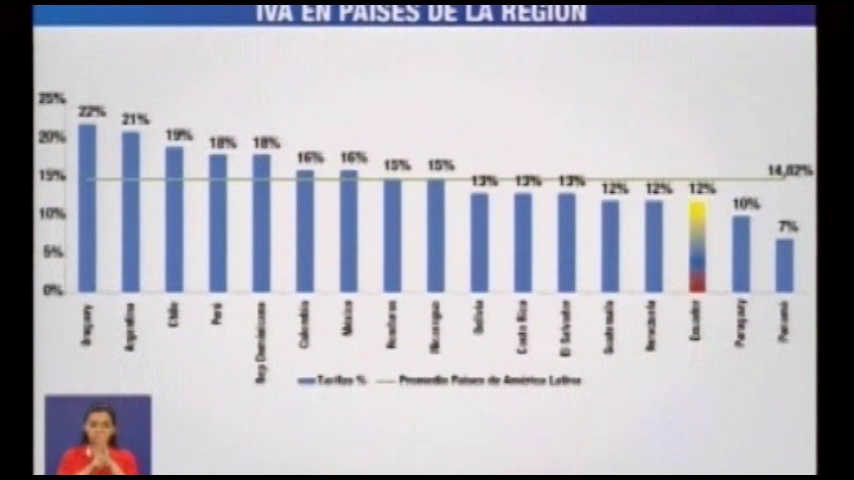 IVA EN PAÍSES DE LA REGIÓN
25%
20%
15%
10%
5%
0%
22%
21%
19%
18%
18%
16%
16%
15%
15%
13%
13%
13%
12%
12%
12%
10%
7%
14,82%
Uruguay
Argentina
Chile
Perú
Rep Dominicana
Colombia
México
Honduras
Nicaragua
Bolivia
Costa Rica
El Salvador
Guatemala
Venezuela
Ecuador
Paraguay
Panamá
Tarifas %
Promedio Países de América Latina